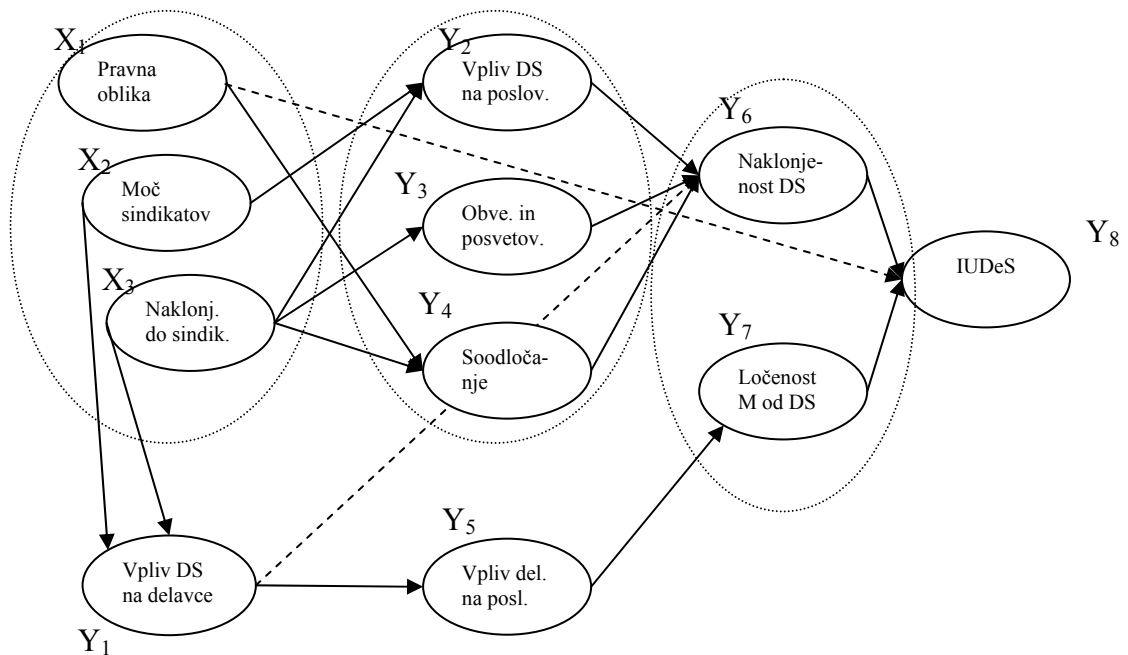 X₁
Pravna
oblika
X₂
Moč
sindikatov
X₃
Naklonj.
do sindik.
Y₂
Vpliv DS
na poslov.
Y₃
Obve. in
posvetov.
Y₄
Soodloča-
nje
Y₆
Naklonje-
nost DS
Y₇
Ločenost
M od DS
Y₈
IUDeS
Vpliv DS
na delavce
Y₁
Y₅
Vpliv del.
na posl.